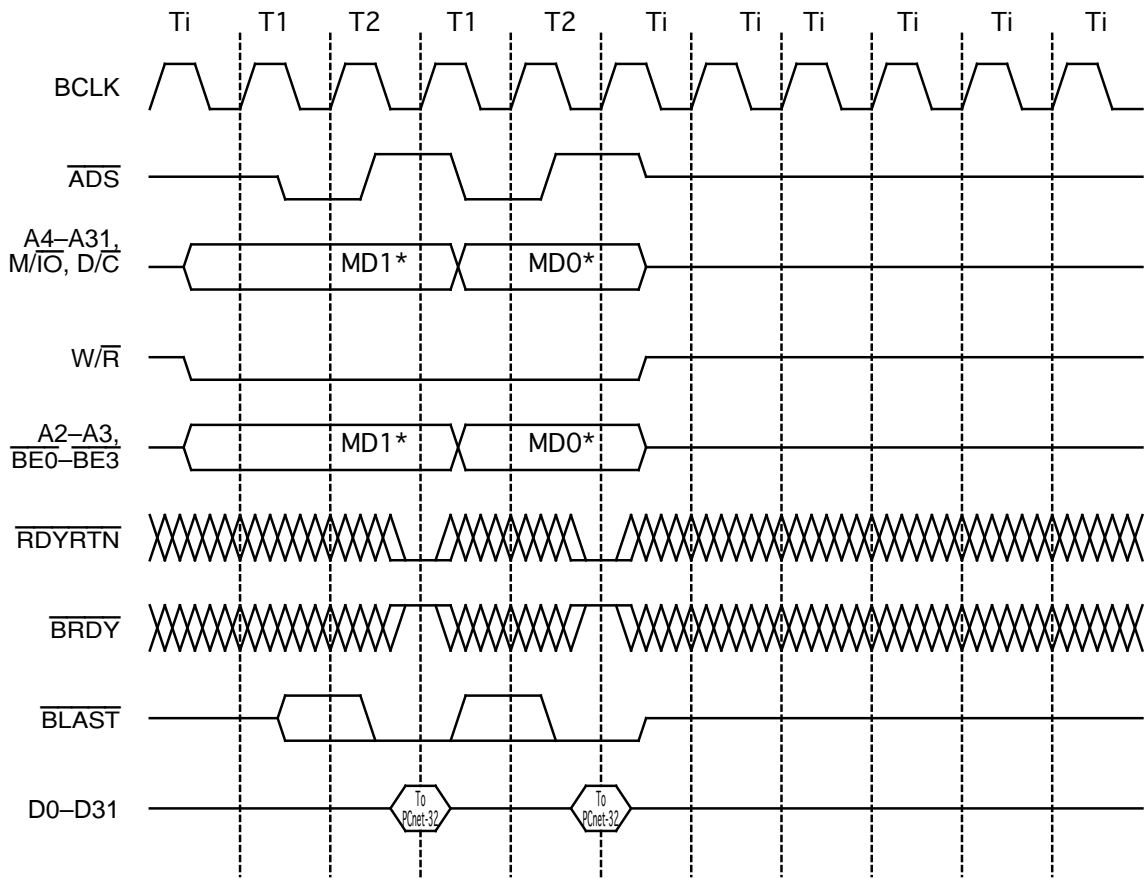 Ti T1 T2 T1 T2 Ti Ti Ti Ti Ti Ti
BCLK
ADS
A4–A31,
M/IO, D/C
MD1* MD0*
W/R
A2–A3,
BE0–BE3
MD1* MD0*
RDYRTN
BRDY
BLAST
D0–D31
To
PCnet-32
To
PCnet-32